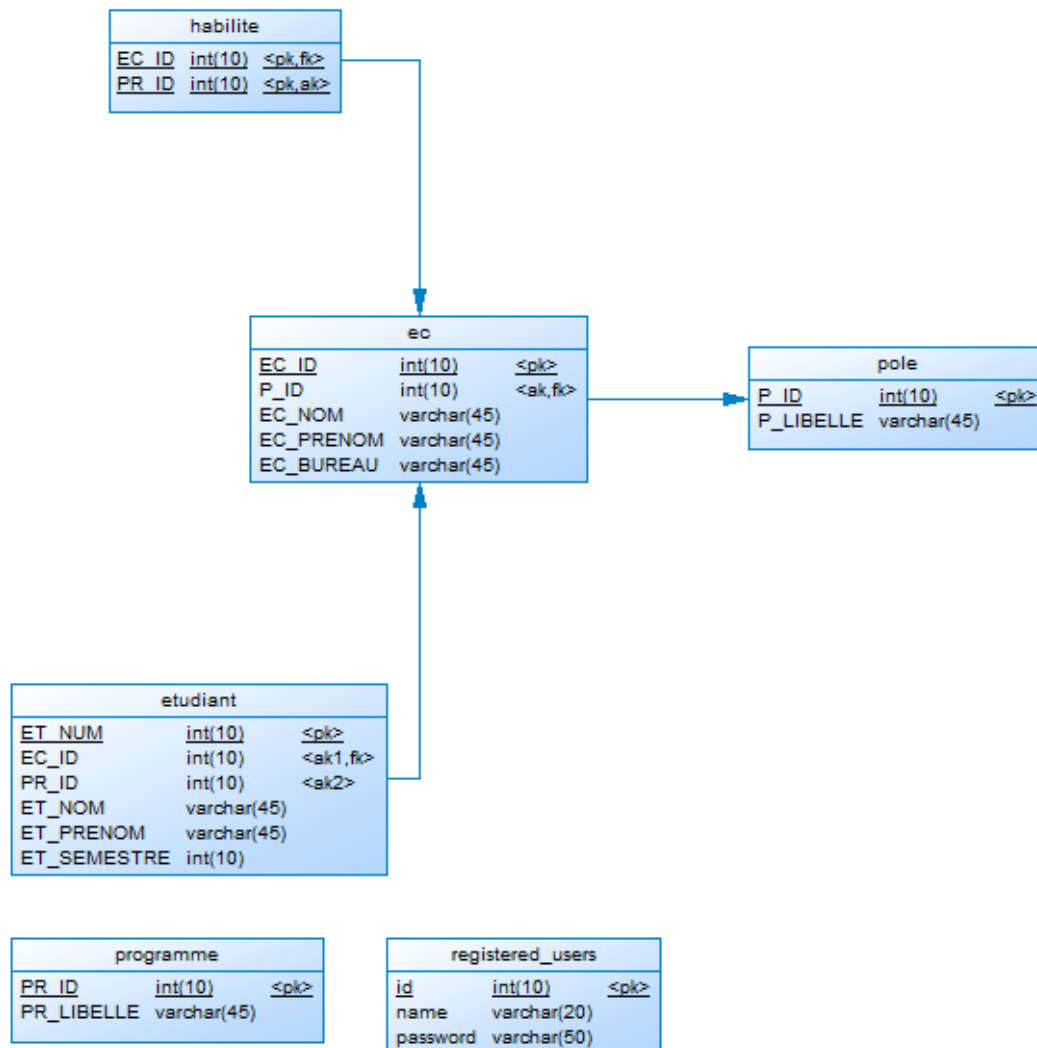 habilite
EC_ID int(10) <pk,fk>
PR_ID int(10) <pk,ak>
ec
EC_ID int(10) <pk>
P_ID int(10) <ak,fk>
EC_NOM varchar(45)
EC_PRENOM varchar(45)
EC_BUREAU varchar(45)
pole
P_ID int(10) <pk>
P_LIBELLE varchar(45)
etudiant
ET_NUM int(10) <pk>
EC_ID int(10) <ak1,fk>
PR_ID int(10) <ak2>
ET_NOM varchar(45)
ET_PRENOM varchar(45)
ET_SEMESTRE int(10)
programme
PR_ID int(10) <pk>
PR_LIBELLE varchar(45)
registered_users
id int(10) <pk>
name varchar(20)
password varchar(50)